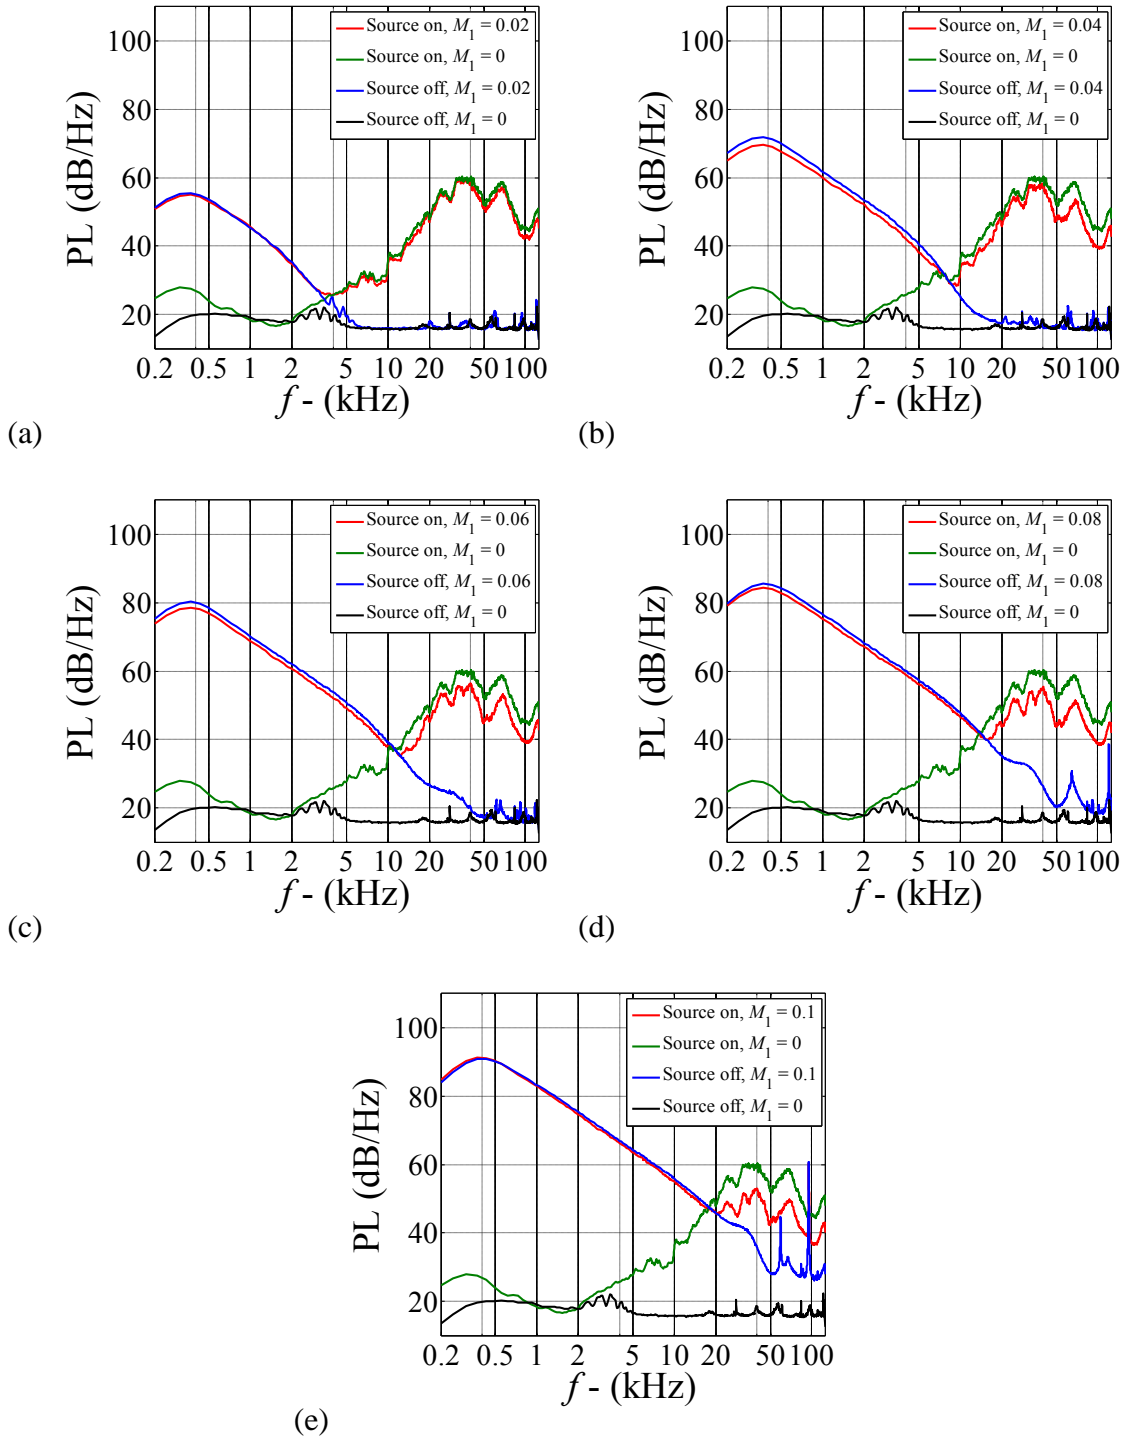 100
80
60
40
20
PL (dB/Hz)
Source on, M1 = 0.02
Source on, M1 = 0
Source off, M1 = 0.02
Source off, M1 = 0
0.2 0.5 1 2 5 10 20 50 100
f - (kHz)
(a)
100
80
60
40
20
PL (dB/Hz)
Source on, M1 = 0.04
Source on, M1 = 0
Source off, M1 = 0.04
Source off, M1 = 0
0.2 0.5 1 2 5 10 20 50 100
f - (kHz)
(b)
100
80
60
40
20
PL (dB/Hz)
Source on, M1 = 0.06
Source on, M1 = 0
Source off, M1 = 0.06
Source off, M1 = 0
0.2 0.5 1 2 5 10 20 50 100
f - (kHz)
(c)
100
80
60
40
20
PL (dB/Hz)
Source on, M1 = 0.08
Source on, M1 = 0
Source off, M1 = 0.08
Source off, M1 = 0
0.2 0.5 1 2 5 10 20 50 100
f - (kHz)
(d)
100
80
60
40
20
PL (dB/Hz)
Source on, M1 = 0.1
Source on, M1 = 0
Source off, M1 = 0.1
Source off, M1 = 0
0.2 0.5 1 2 5 10 20 50 100
f - (kHz)
(e)